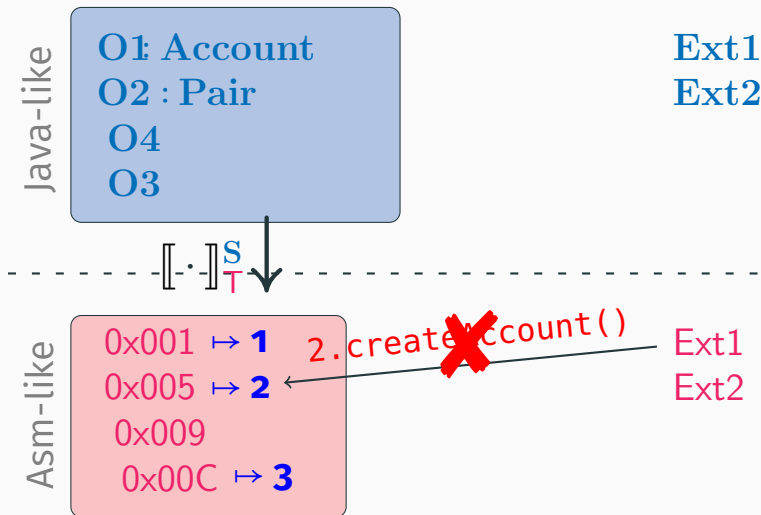 Java-like
O1: Account
O2 : Pair
O4
O3
Ext1
Ext2
⟦·⟧ S T
Asm-like
0x001 ↦ 1
0x005 ↦ 2
0x009
0x00C ↦ 3
2.createAccount()
Ext1
Ext2